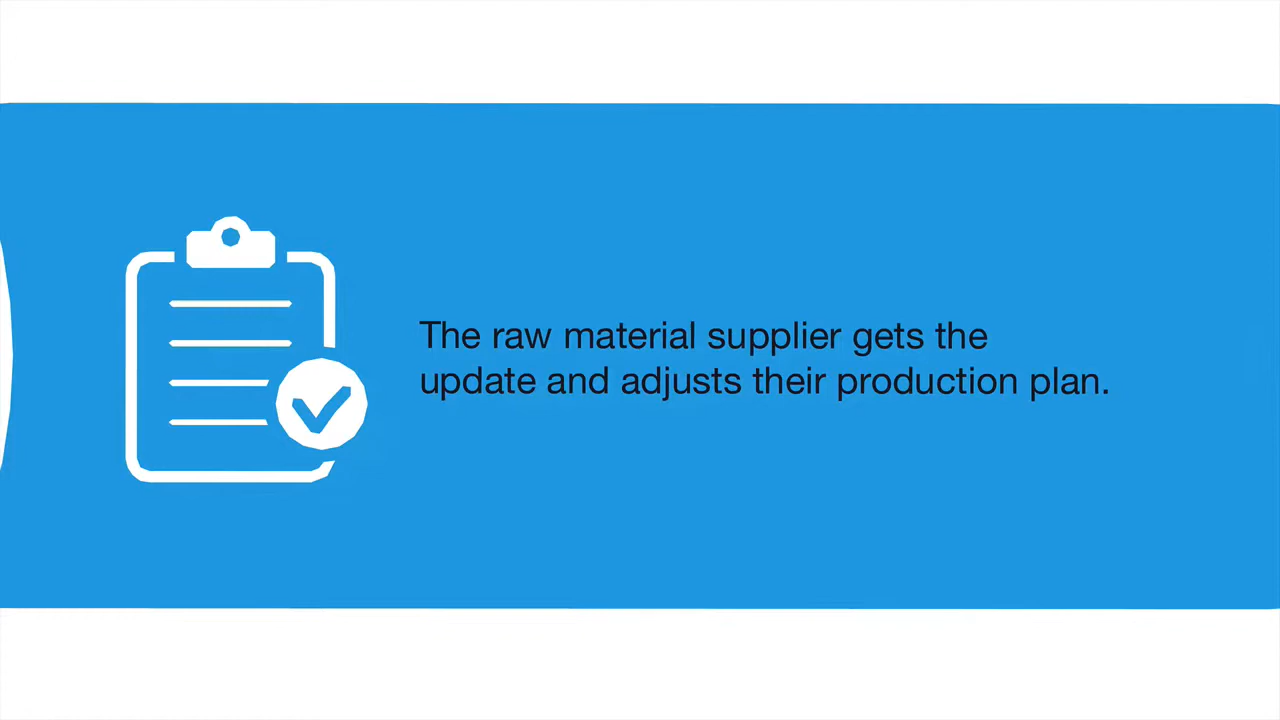 The raw material supplier gets the
update and adjusts their production plan.